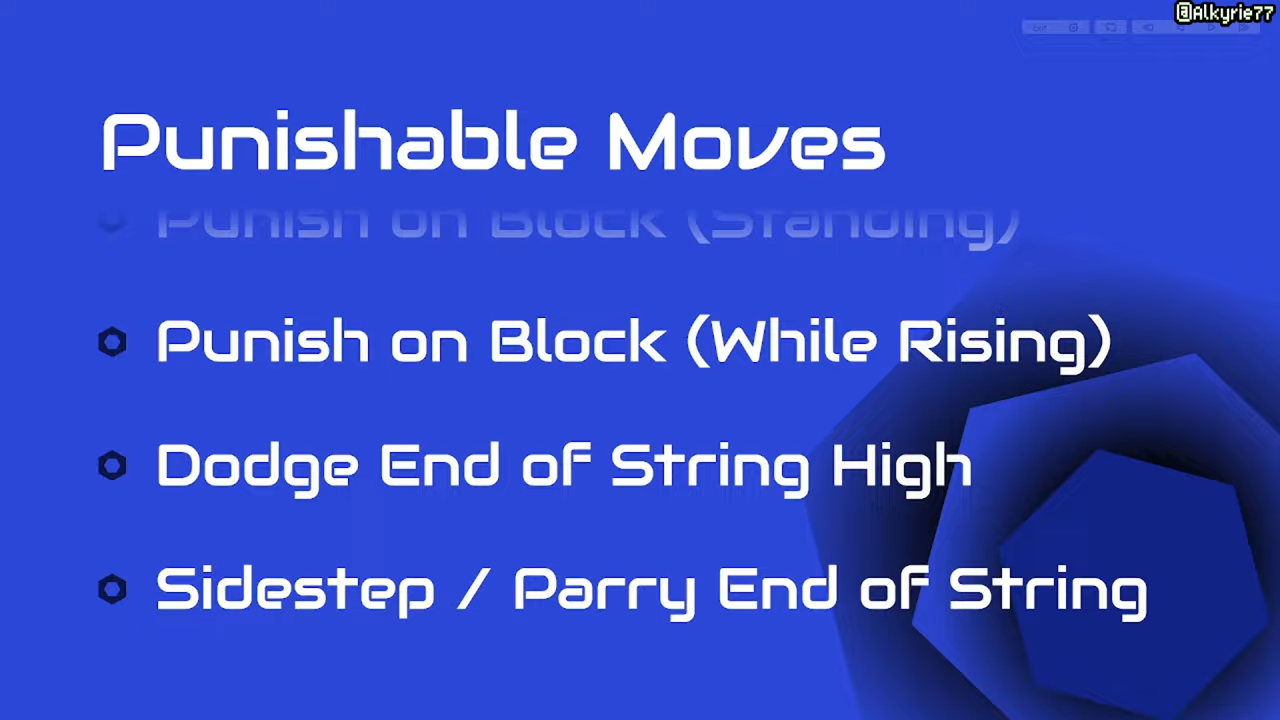 @Alkyrie77
Exit
Punishable Moves
Punish on Block (Standing)
Punish on Block (While Rising)
Dodge End of String High
Sidestep / Parry End of String